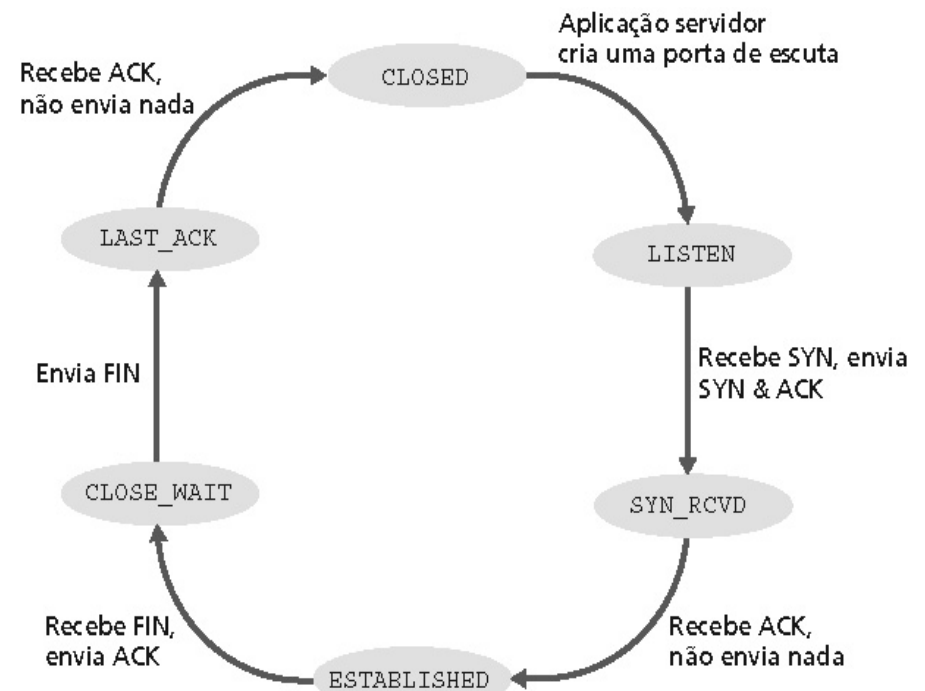 Aplicação servidor
cria uma porta de escuta
CLOSED
Recebe ACK,
não envia nada
LAST_ACK
LISTEN
Envia FIN
Recebe SYN, envia
SYN & ACK
CLOSE_WAIT
SYN_RCVD
Recebe FIN,
envia ACK
Recebe ACK,
não envia nada
ESTABLISHED